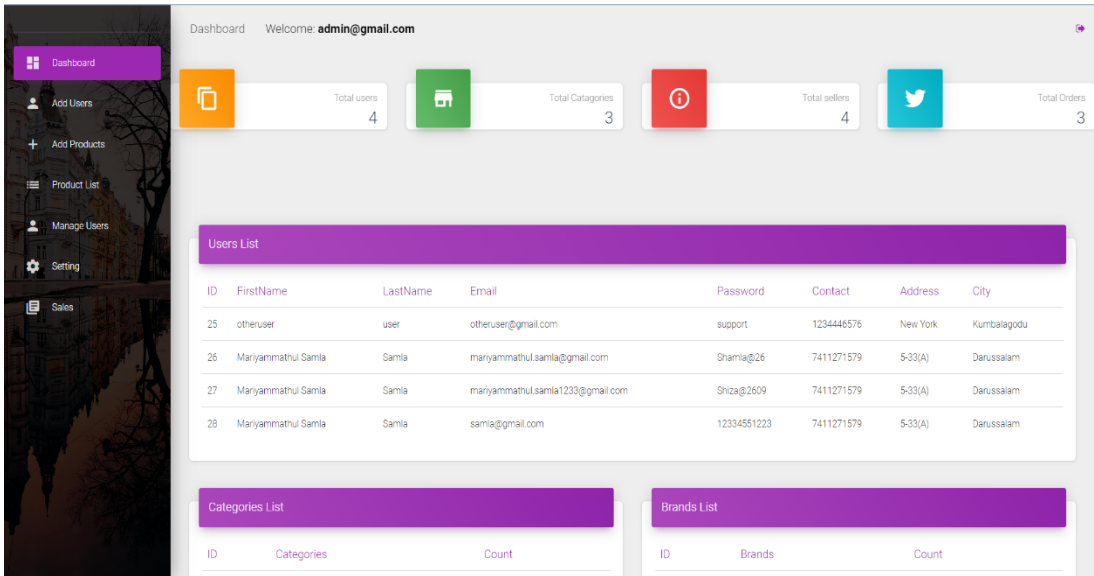 Dashboard Welcome: admin@gmail.com
Dashboard
Add Users
Add Products
Product List
Manage Users
Setting
Sales
Total users
4
Total Catagories
3
Total sellers
4
Total Orders
3
Users List
ID FirstName LastName Email Password Contact Address City
25 otheruser user otheruser@gmail.com support 1234446576 New York Kumbalagodu
26 Mariyammathul Samla Samla mariyammathul.samla@gmail.com Shamla@26 7411271579 5-33(A) Darussalam
27 Mariyammathul Samla Samla mariyammathul.samla1233@gmail.com Shiza@2609 7411271579 5-33(A) Darussalam
28 Mariyammathul Samla Samla samla@gmail.com 12334551223 7411271579 5-33(A) Darussalam
Categories List
ID Categories Count
Brands List
ID Brands Count